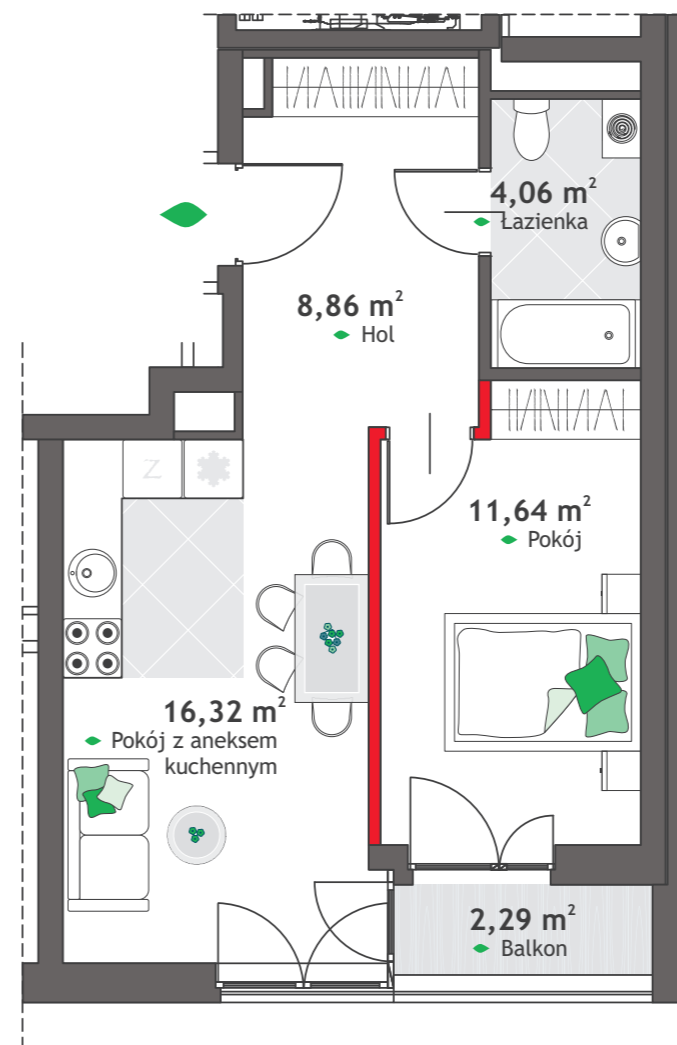 4,06 m²
Łazienka
8,86 m²
Hol
Z
11,64 m²
Pokój
16,32 m²
Pokój z aneksem
kuchennym
2,29 m²
Balkon